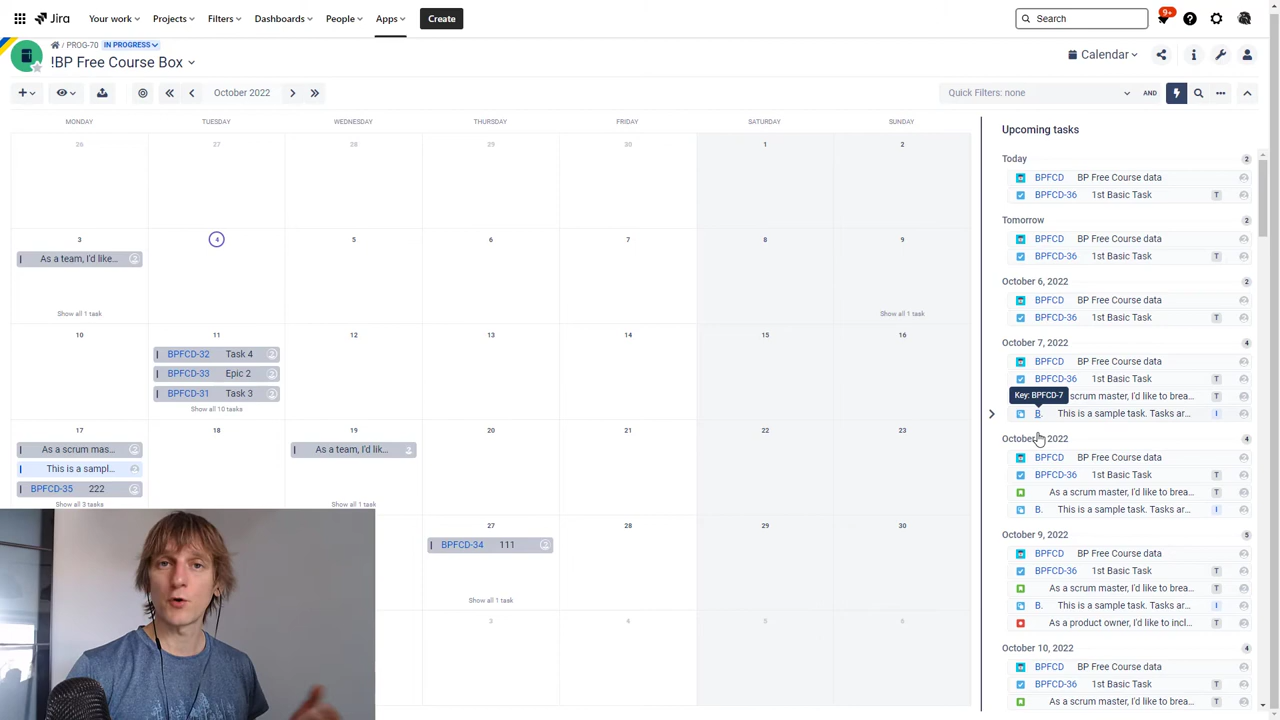 Jira Your work Projects Filters Dashboards People Apps Create Search 9+
/ PROG-70 IN PROGRESS
!BP Free Course Box Calendar
October 2022 Quick Filters: none AND
MONDAY TUESDAY WEDNESDAY THURSDAY FRIDAY SATURDAY SUNDAY
26 27 28 29 30 1 2
3 4 5 6 7 8 9
As a team, I'd like...
Show all 1 task Show all 1 task
10 11 12 13 14 15 16
BPFCD-32 Task 4
BPFCD-33 Epic 2
BPFCD-31 Task 3
Show all 10 tasks
17 18 19 20 21 22 23
As a scrum mas... As a team, I'd lik...
This is a sampl...
BPFCD-35 222
Show all 3 tasks Show all 1 task
27 28 29 30
BPFCD-34 111
Show all 1 task
3 4 5 6
Upcoming tasks
Today 2
BPFCD BP Free Course data
BPFCD-36 1st Basic Task T
Tomorrow 2
BPFCD BP Free Course data
BPFCD-36 1st Basic Task T
October 6, 2022 2
BPFCD BP Free Course data
BPFCD-36 1st Basic Task T
October 7, 2022 4
BPFCD BP Free Course data
BPFCD-36 1st Basic Task T
Key: BPFCD-7 master, I'd like to brea... T
B. This is a sample task. Tasks ar... I
October 2022 4
BPFCD BP Free Course data
BPFCD-36 1st Basic Task T
As a scrum master, I'd like to brea... T
B. This is a sample task. Tasks ar... I
October 9, 2022 5
BPFCD BP Free Course data
BPFCD-36 1st Basic Task T
As a scrum master, I'd like to brea... T
B. This is a sample task. Tasks ar... I
As a product owner, I'd like to incl... T
October 10, 2022 4
BPFCD BP Free Course data
BPFCD-36 1st Basic Task T
As a scrum master, I'd like to brea... T